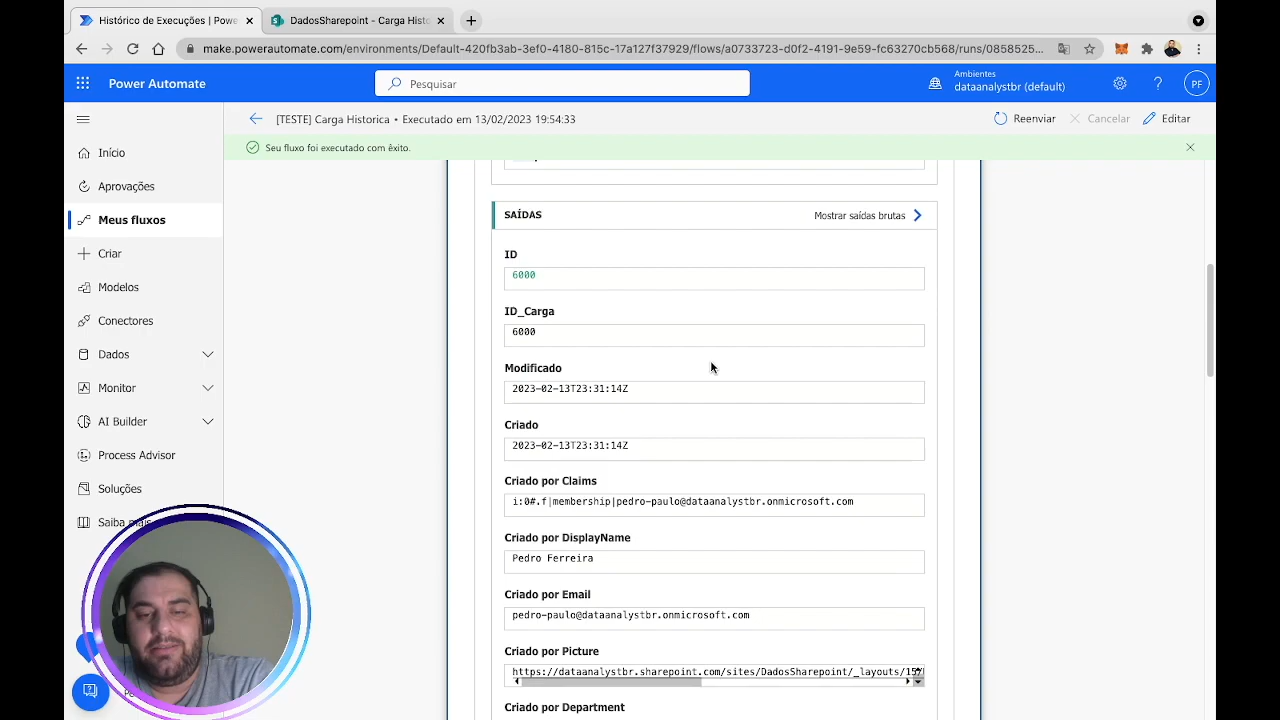 Histórico de Execuções | Powe
DadosSharepoint - Carga Histo
make.powerautomate.com/environments/Default-420fb3ab-3ef0-4180-815c-17a127f37929/flows/a0733723-d0f2-4191-9e59-fc63270cb568/runs/0858525...
Power Automate
Pesquisar
Ambientes
dataanalystbr (default)
PF
[TESTE] Carga Historica • Executado em 13/02/2023 19:54:33
Reenviar
Cancelar
Editar
Seu fluxo foi executado com êxito.
Início
Aprovações
Meus fluxos
Criar
Modelos
Conectores
Dados
Monitor
AI Builder
Process Advisor
Soluções
Saiba mais
SAÍDAS
Mostrar saídas brutas
ID
6000
ID_Carga
6000
Modificado
2023-02-13T23:31:14Z
Criado
2023-02-13T23:31:14Z
Criado por Claims
i:0#.f|membership|pedro-paulo@dataanalystbr.onmicrosoft.com
Criado por DisplayName
Pedro Ferreira
Criado por Email
pedro-paulo@dataanalystbr.onmicrosoft.com
Criado por Picture
https://dataanalystbr.sharepoint.com/sites/DadosSharepoint/_layouts/15/
Criado por Department